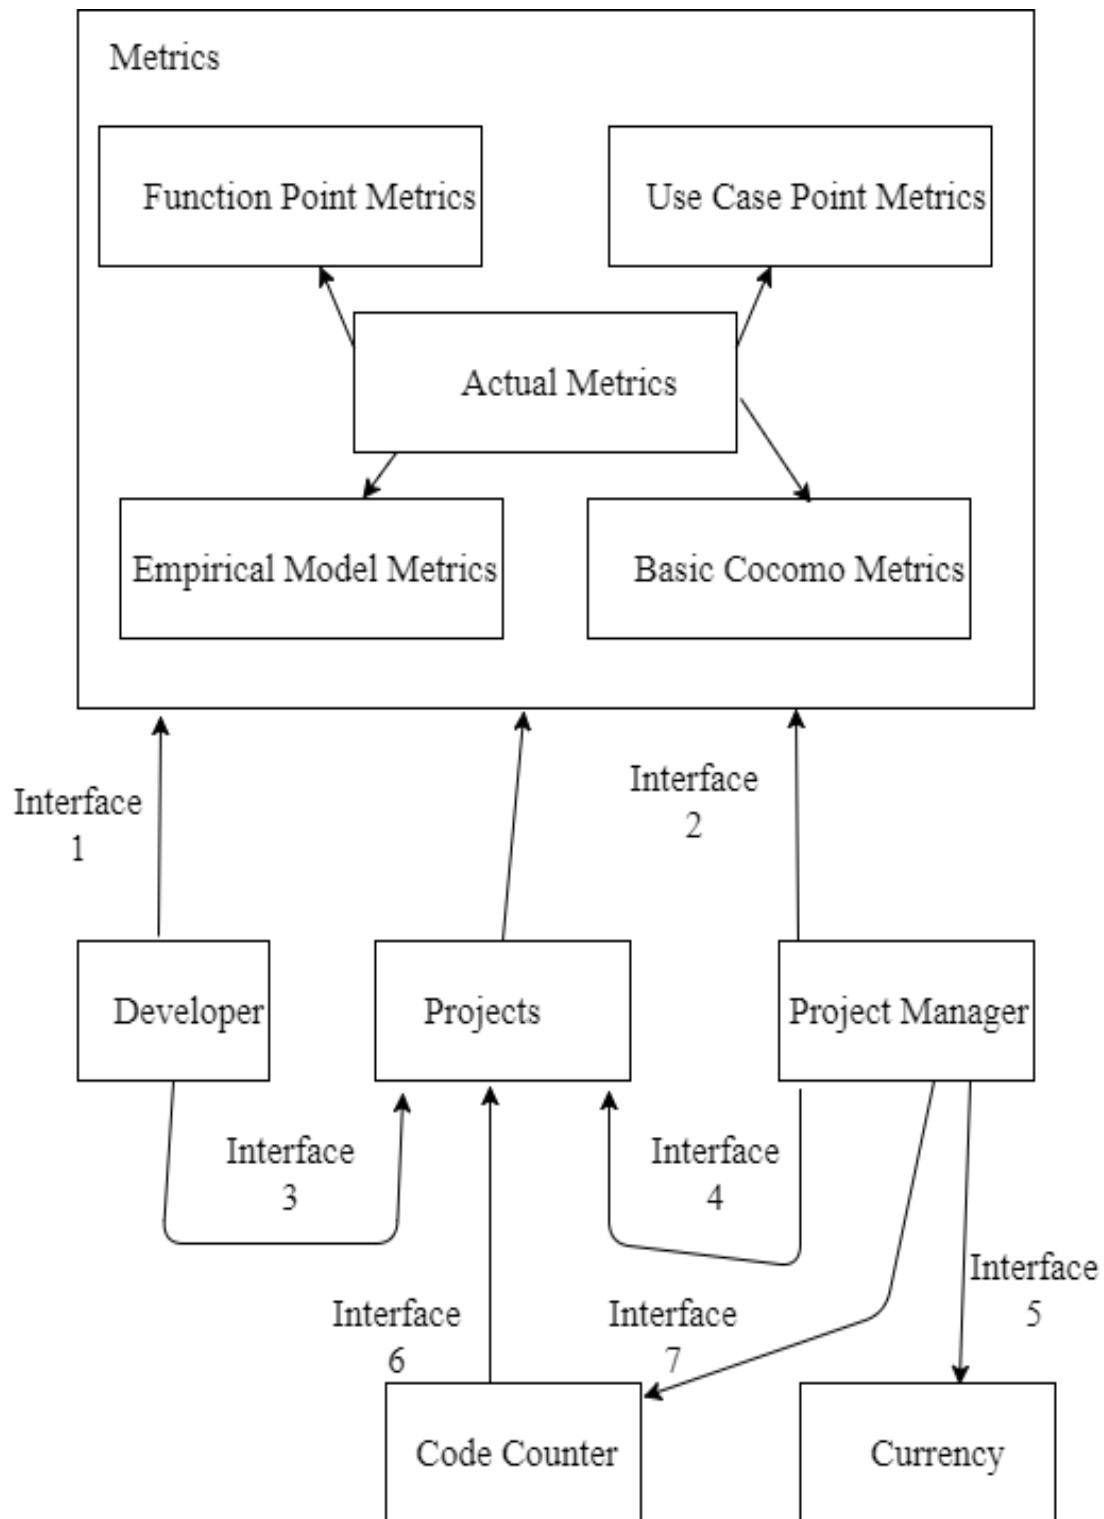 Metrics
Function Point Metrics
Use Case Point Metrics
Actual Metrics
Empirical Model Metrics
Basic Cocomo Metrics
Interface
1
Interface
2
Developer
Projects
Project Manager
Interface
3
Interface
4
Interface
5
Interface
6
Interface
7
Code Counter
Currency